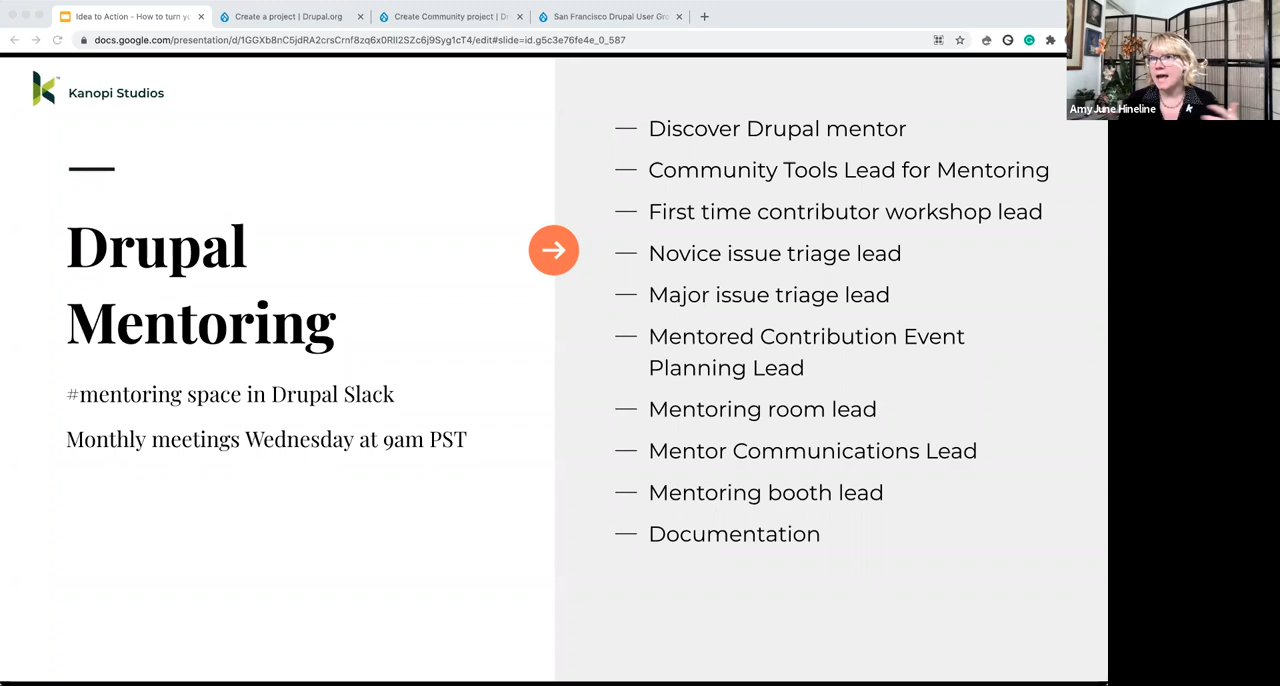 Idea to Action - How to turn yo
Create a project | Drupal.org
Create Community project | Dr
San Francisco Drupal User Gro
docs.google.com/presentation/d/1GGXb8nC5jdRA2crsCrnf8zq6x0RIl2SZc6j9Syg1cT4/edit#slide=id.g5c3e76fe4e_0_587
Kanopi Studios
Amy June Hineline
Drupal
Mentoring
#mentoring space in Drupal Slack
Monthly meetings Wednesday at 9am PST
— Discover Drupal mentor
— Community Tools Lead for Mentoring
— First time contributor workshop lead
— Novice issue triage lead
— Major issue triage lead
— Mentored Contribution Event
Planning Lead
— Mentoring room lead
— Mentor Communications Lead
— Mentoring booth lead
— Documentation